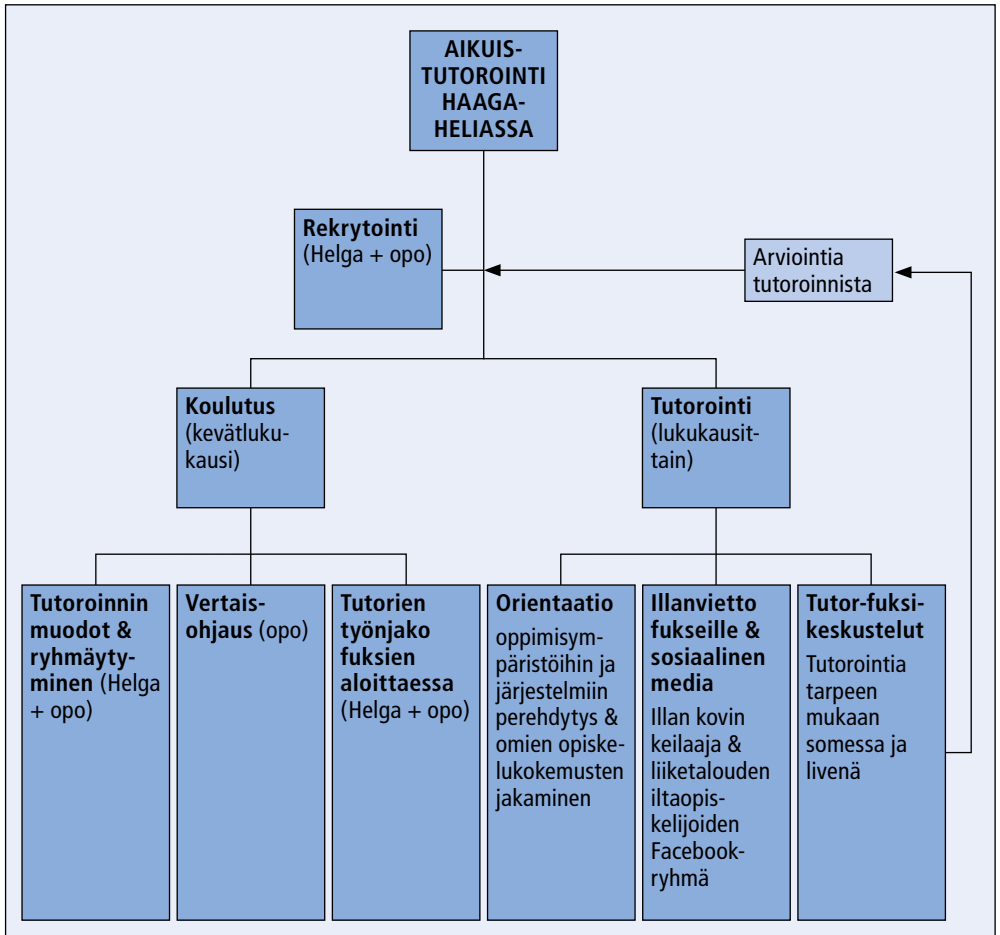 AIKUIS-
TUTOROINTI
HAAGA-
HELIASSA
Rekrytointi
(Helga + opo)
Arviointia
tutoroinnista
Koulutus
(kevätluku-
kausi)
Tutorointi
(lukukausit-
tain)
Tutoroinnin
muodot &
ryhmäyty-
minen (Helga
+ opo)
Vertais-
ohjaus (opo)
Tutorien
työnjako
fuksien
aloittaessa
(Helga + opo)
Orientaatio
oppimisym-
päristöihin ja
järjestelmiin
perehdytys &
omien opiske-
lukokemusten
jakaminen
Illanvietto
fukseille &
sosiaalinen
media
Illan kovin
keilaaja &
liiketalouden
iltaopis-
kelijoiden
Facebook-
ryhmä
Tutor-fuksi-
keskustelut
Tutorointia
tarpeen
mukaan
somessa ja
livenä